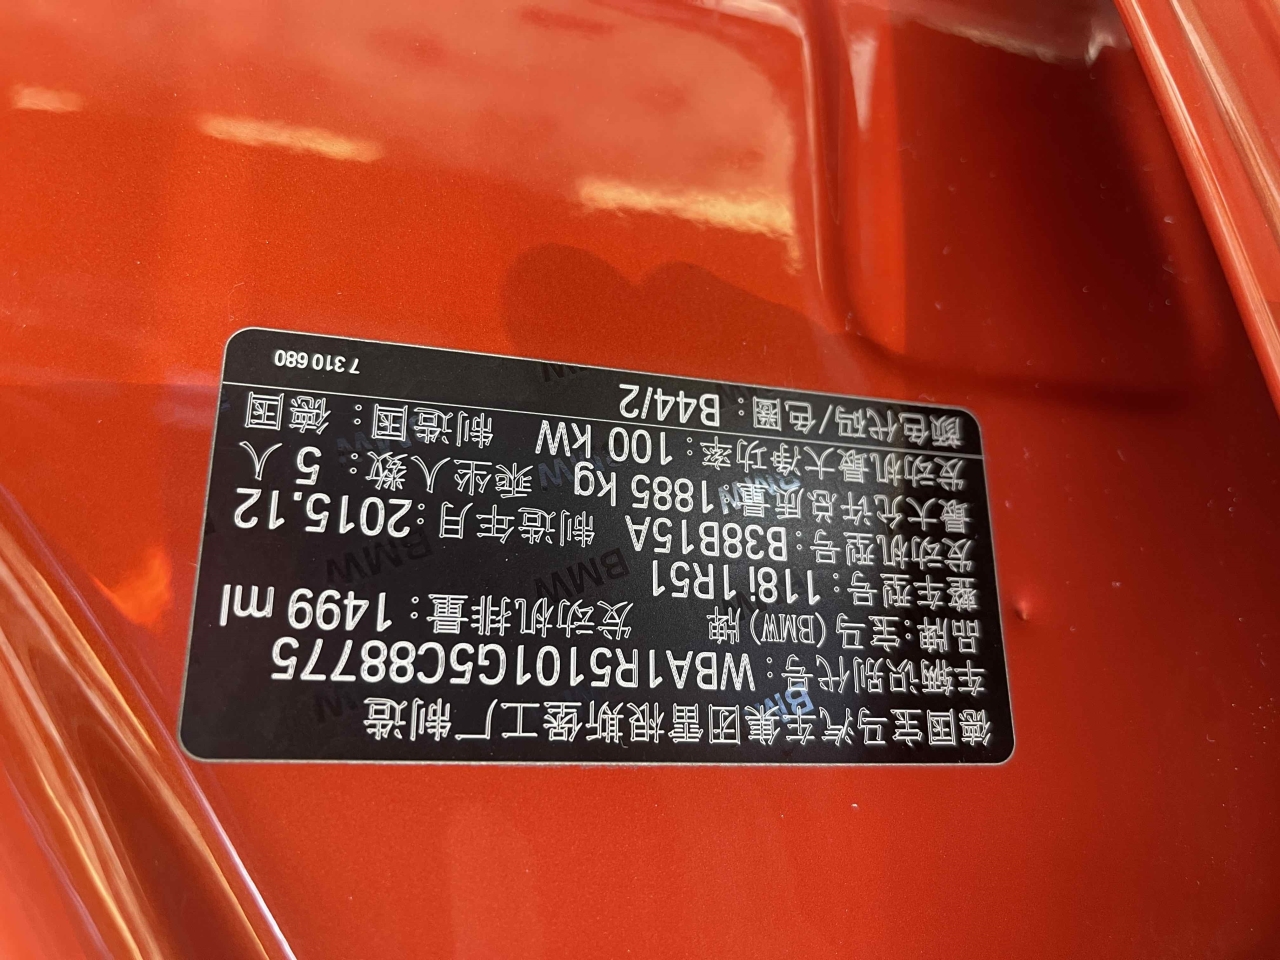 德国宝马汽车集团雷根斯堡工厂制造
车辆识别代号：WBA1R5101G5C88775
品牌：宝马(BMW)牌 发动机排量：1499 ml
整车型号：118i 1R51
发动机型号：B38B15A 制造年月：2015.12
最大允许总质量：1885 kg 乘坐人数： 5 人
发动机最大净功率：100 kW 制造国：德国
颜色代码/色圈：B44/2
7 310 680